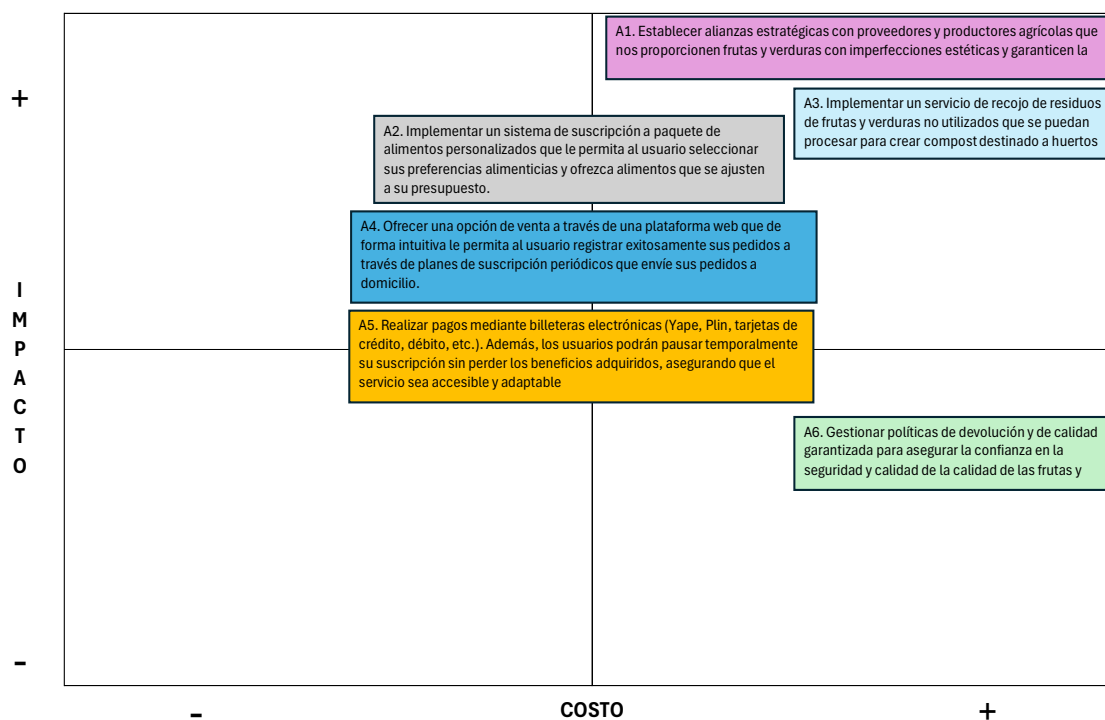 A1. Establecer alianzas estratégicas con proveedores y productores agrícolas que
nos proporcionen frutas y verduras con imperfecciones estéticas y garanticen la
+
A3. Implementar un servicio de recojo de residuos
de frutas y verduras no utilizados que se puedan
procesar para crear compost destinado a huertos
A2. Implementar un sistema de suscripción a paquete de
alimentos personalizados que le permita al usuario seleccionar
sus preferencias alimenticias y ofrezca alimentos que se ajusten
a su presupuesto.
A4. Ofrecer una opción de venta a través de una plataforma web que de
forma intuitiva le permita al usuario registrar exitosamente sus pedidos a
través de planes de suscripción periódicos que envíe sus pedidos a
domicilio.
I
M
P
A
C
T
O
A5. Realizar pagos mediante billeteras electrónicas (Yape, Plin, tarjetas de
crédito, débito, etc.). Además, los usuarios podrán pausar temporalmente
su suscripción sin perder los beneficios adquiridos, asegurando que el
servicio sea accesible y adaptable
A6. Gestionar políticas de devolución y de calidad
garantizada para asegurar la confianza en la
seguridad y calidad de la calidad de las frutas y
-
- COSTO +